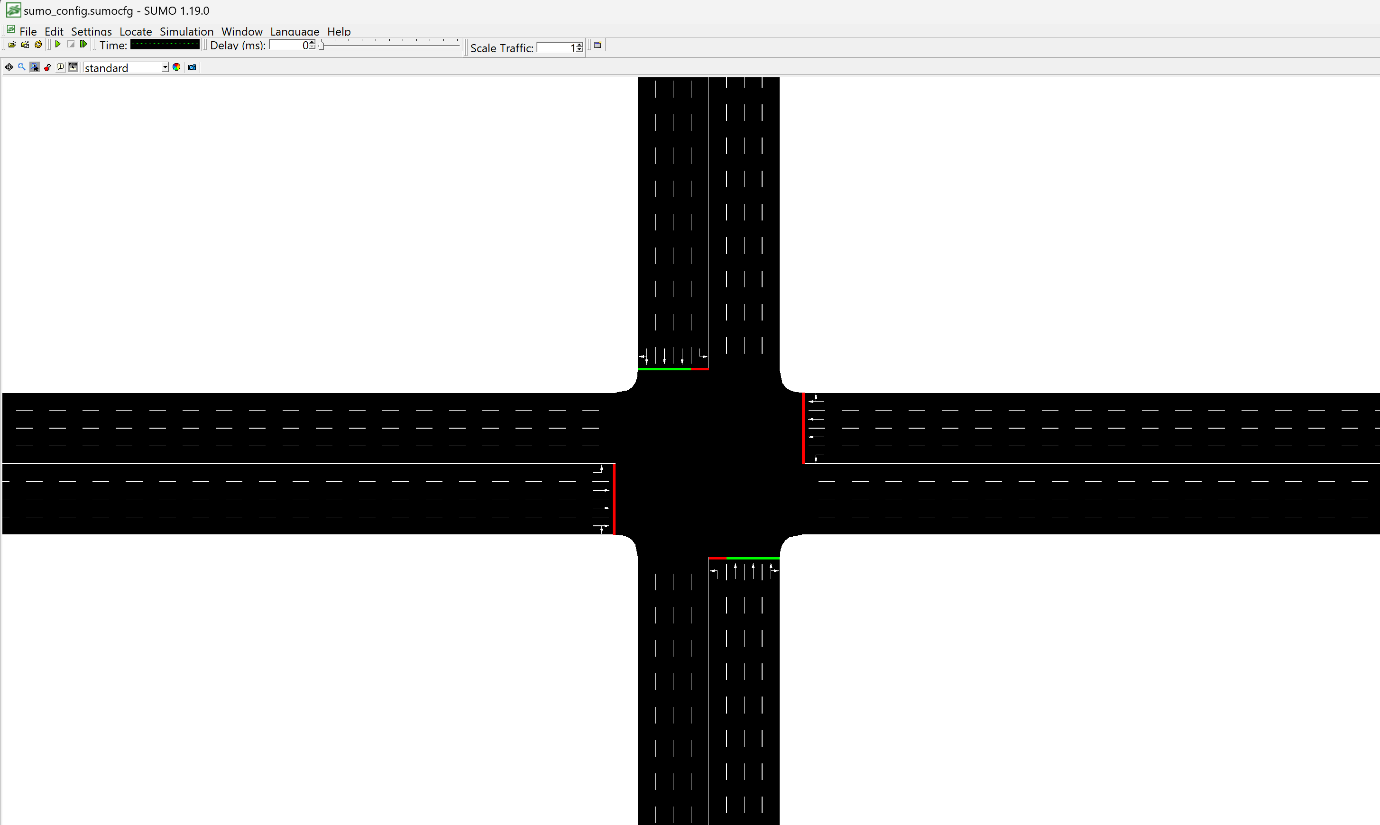 sumo_config.sumocfg - SUMO 1.19.0
File Edit Settings Locate Simulation Window Language Help
Time: Delay (ms): 0 Scale Traffic: 1
standard